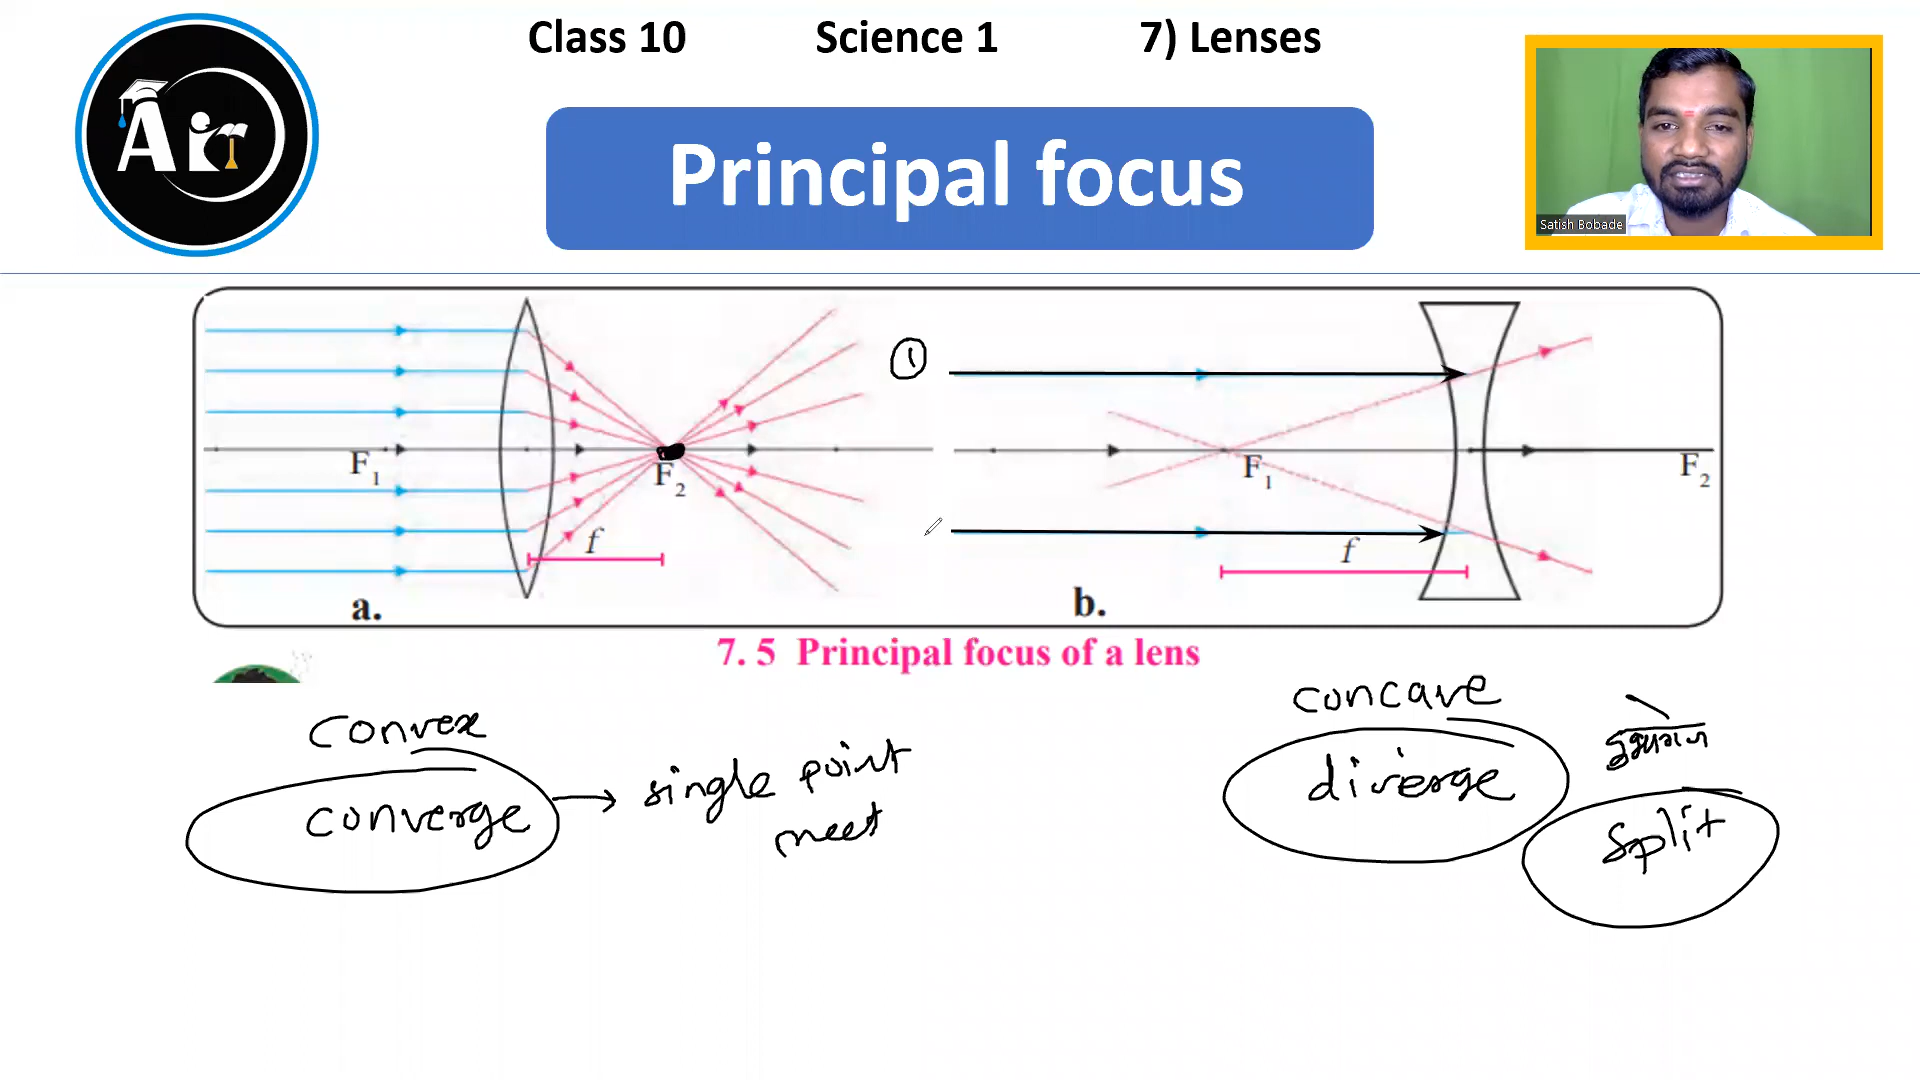 Class 10 Science 1 7) Lenses
Air
Principal focus
Satish Bobade
1
F1
F2
f
a.
F1
F2
f
b.
7. 5 Principal focus of a lens
convex
converge → single point
meet
concave
diverge
split